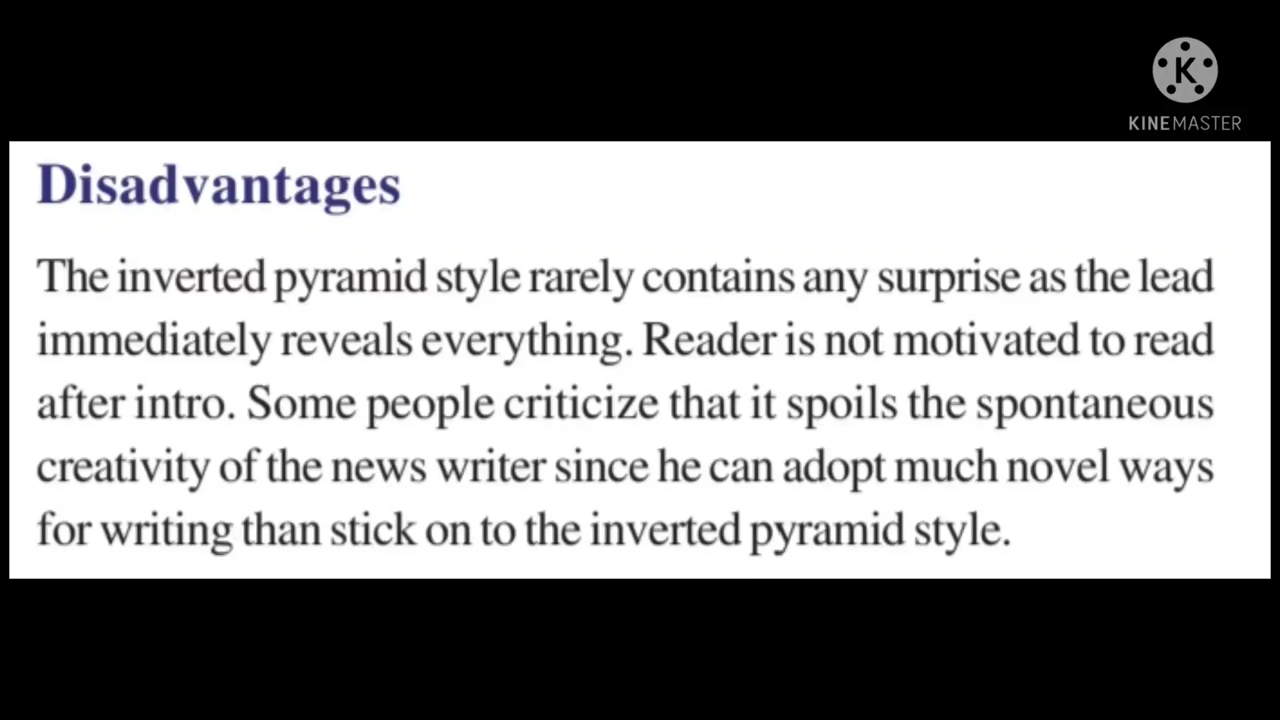 K
KINEMASTER
Disadvantages
The inverted pyramid style rarely contains any surprise as the lead
immediately reveals everything. Reader is not motivated to read
after intro. Some people criticize that it spoils the spontaneous
creativity of the news writer since he can adopt much novel ways
for writing than stick on to the inverted pyramid style.